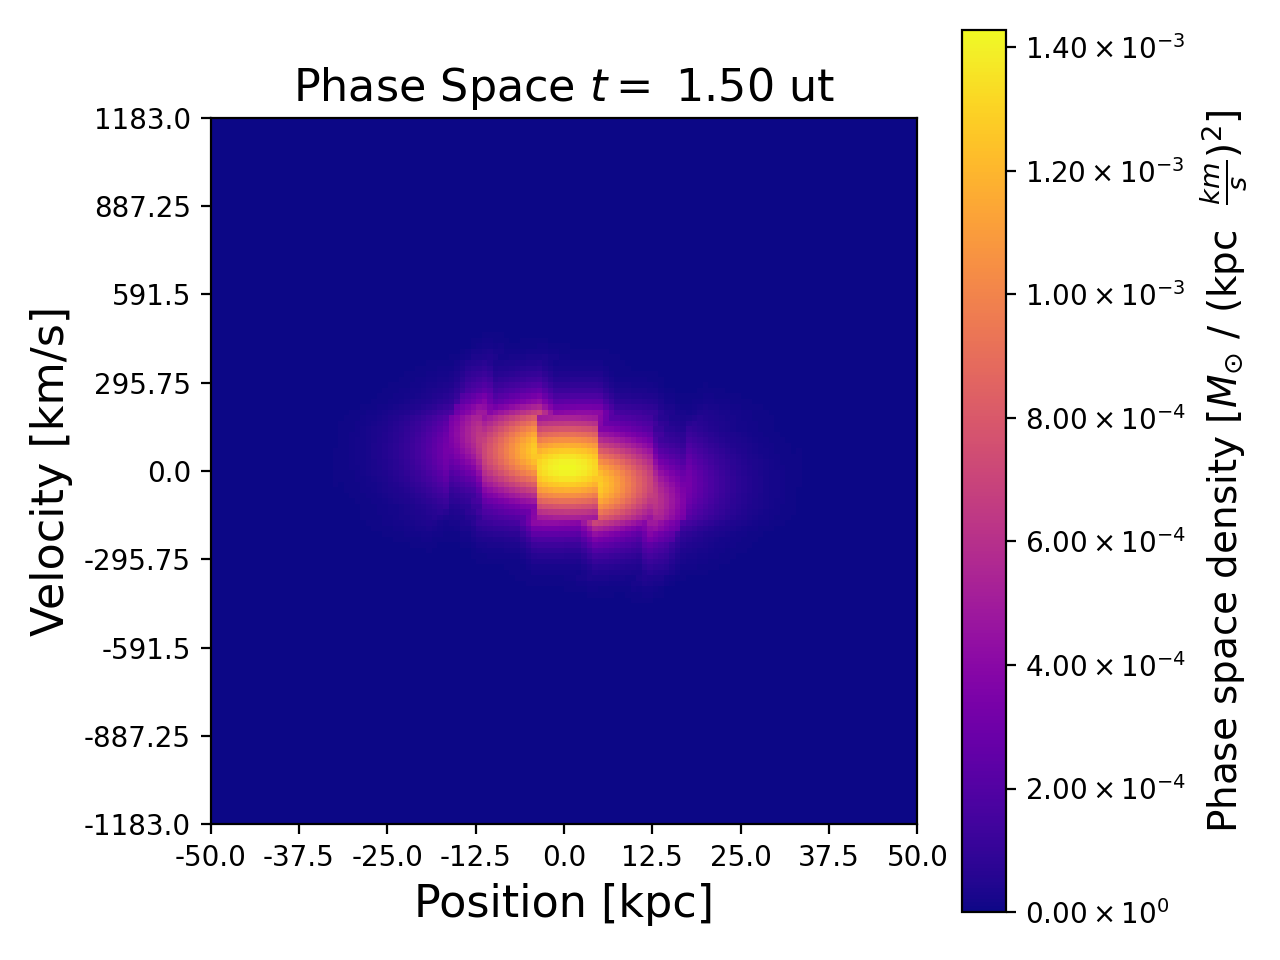 Phase Space t = 1.50 ut
1183.0
887.25
591.5
295.75
0.0
-295.75
-591.5
-887.25
-1183.0
Velocity [km/s]
-50.0 -37.5 -25.0 -12.5 0.0 12.5 25.0 37.5 50.0
Position [kpc]
1.40 × 10⁻³
1.20 × 10⁻³
1.00 × 10⁻³
8.00 × 10⁻⁴
6.00 × 10⁻⁴
4.00 × 10⁻⁴
2.00 × 10⁻⁴
0.00 × 10⁰
Phase space density [M⊙ / (kpc km/s)²]